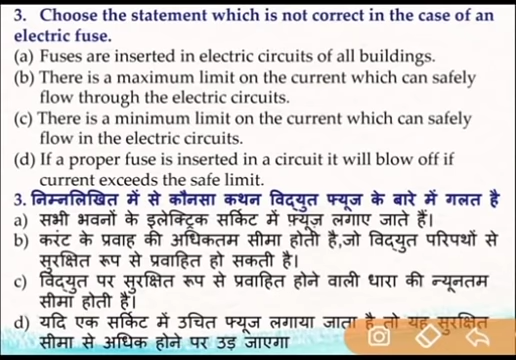 3. Choose the statement which is not correct in the case of an
electric fuse.
(a) Fuses are inserted in electric circuits of all buildings.
(b) There is a maximum limit on the current which can safely
flow through the electric circuits.
(c) There is a minimum limit on the current which can safely
flow in the electric circuits.
(d) If a proper fuse is inserted in a circuit it will blow off if
current exceeds the safe limit.
3. निम्नलिखित में से कौनसा कथन विद्युत फ्यूज के बारे में गलत है
a) सभी भवनों के इलेक्ट्रिक सर्किट में फ़्यूज़ लगाए जाते हैं।
b) करंट के प्रवाह की अधिकतम सीमा होती है,जो विद्युत परिपथों से
सुरक्षित रूप से प्रवाहित हो सकती है।
c) विद्युत पर सुरक्षित रूप से प्रवाहित होने वाली धारा की न्यूनतम
सीमा होती है।
d) यदि एक सर्किट में उचित फ्यूज लगाया जाता है तो यह सुरक्षित
सीमा से अधिक होने पर उड़ जाएगा